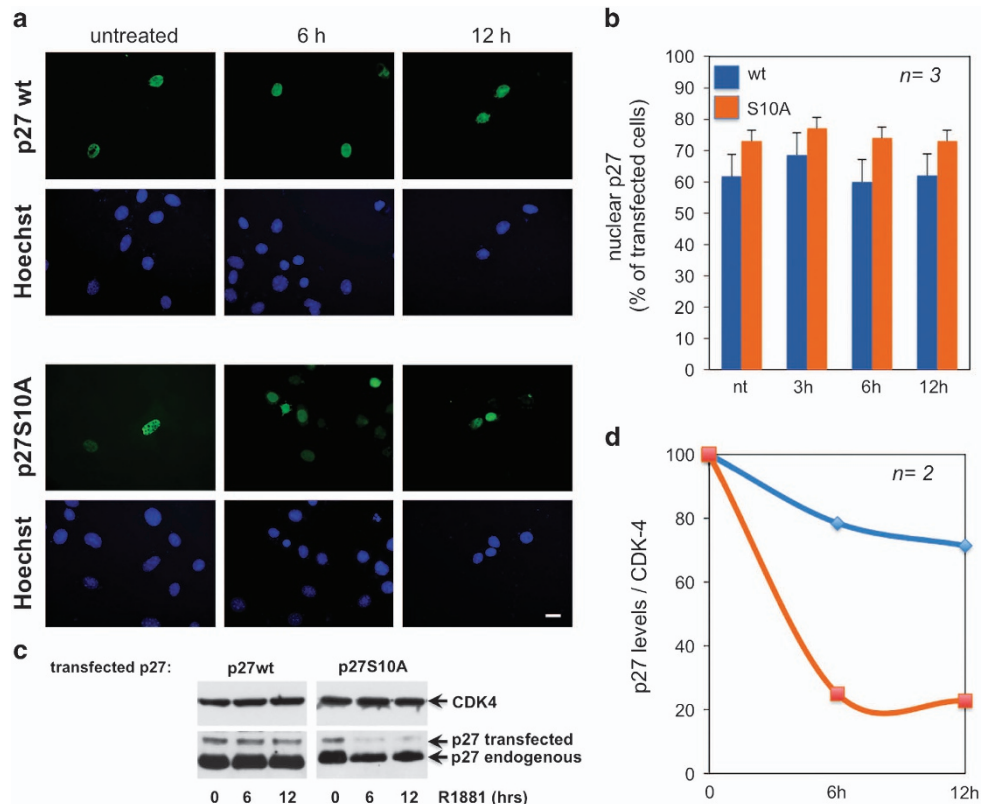 a
untreated
6 h
12 h
p27 wt
Hoechst
p27S10A
Hoechst
b
100
90
80
70
60
50
40
30
20
10
0
nuclear p27
(% of transfected cells)
wt
S10A
n= 3
nt
3h
6h
12h
c
transfected p27:
p27wt
p27S10A
CDK4
p27 transfected
p27 endogenous
0
6
12
0
6
12
R1881 (hrs)
d
100
80
60
40
20
0
p27 levels / CDK-4
n= 2
0
6h
12h